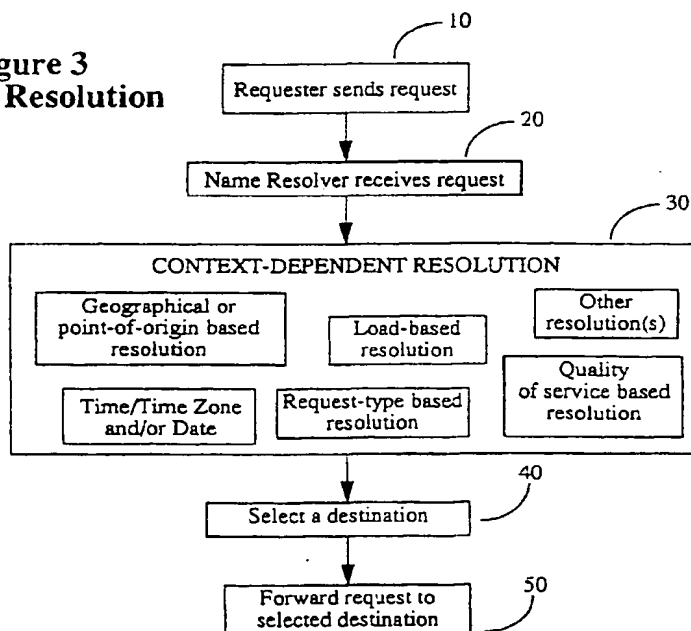 gure 3
Resolution
10
Requester sends request
20
Name Resolver receives request
30
CONTEXT-DEPENDENT RESOLUTION
Geographical or
point-of-origin based
resolution
Load-based
resolution
Other
resolution(s)
Time/Time Zone
and/or Date
Request-type based
resolution
Quality
of service based
resolution
40
Select a destination
50
Forward request to
selected destination